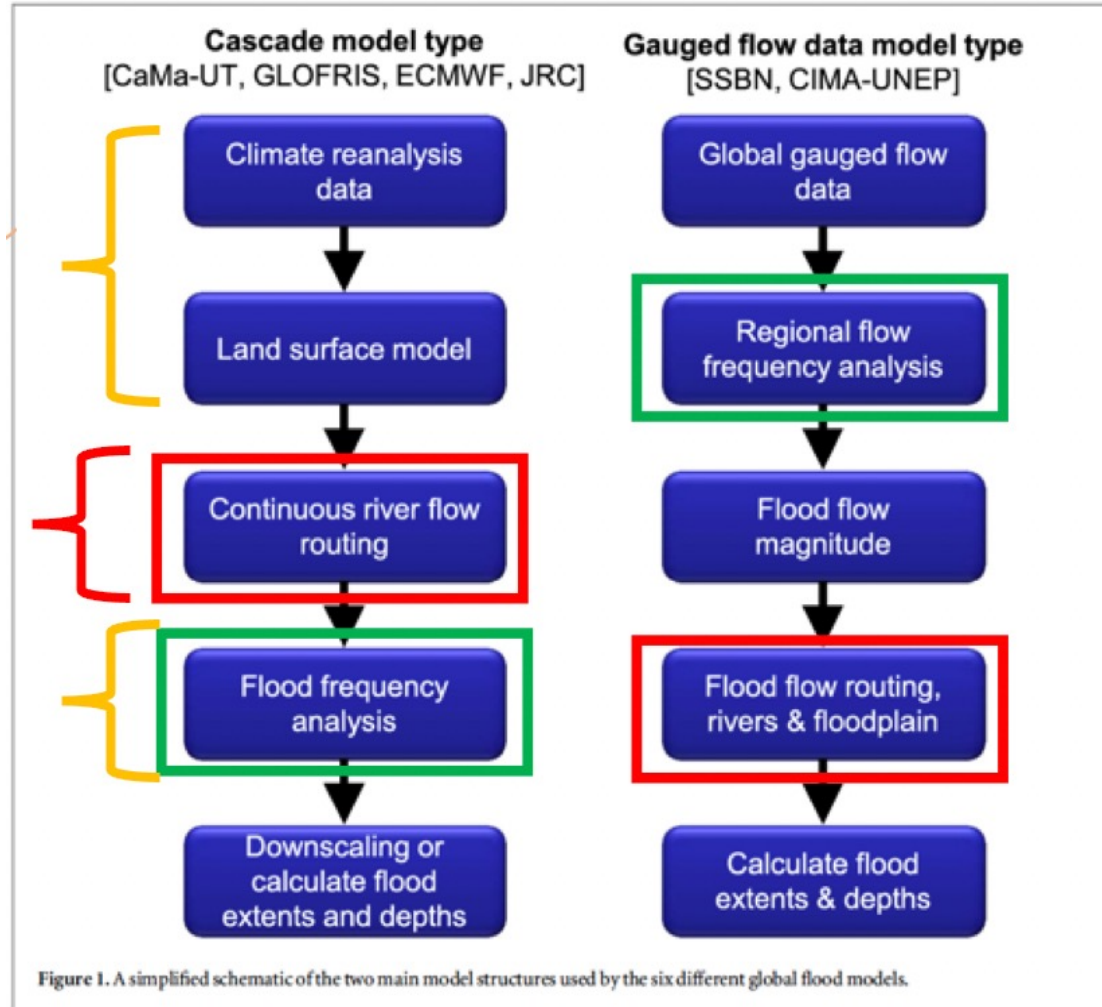 Cascade model type
[CaMa-UT, GLOFRIS, ECMWF, JRC]
Climate reanalysis
data
Land surface model
Continuous river flow
routing
Flood frequency
analysis
Downscaling or
calculate flood
extents and depths
Gauged flow data model type
[SSBN, CIMA-UNEP]
Global gauged flow
data
Regional flow
frequency analysis
Flood flow
magnitude
Flood flow routing,
rivers & floodplain
Calculate flood
extents & depths
Figure 1. A simplified schematic of the two main model structures used by the six different global flood models.